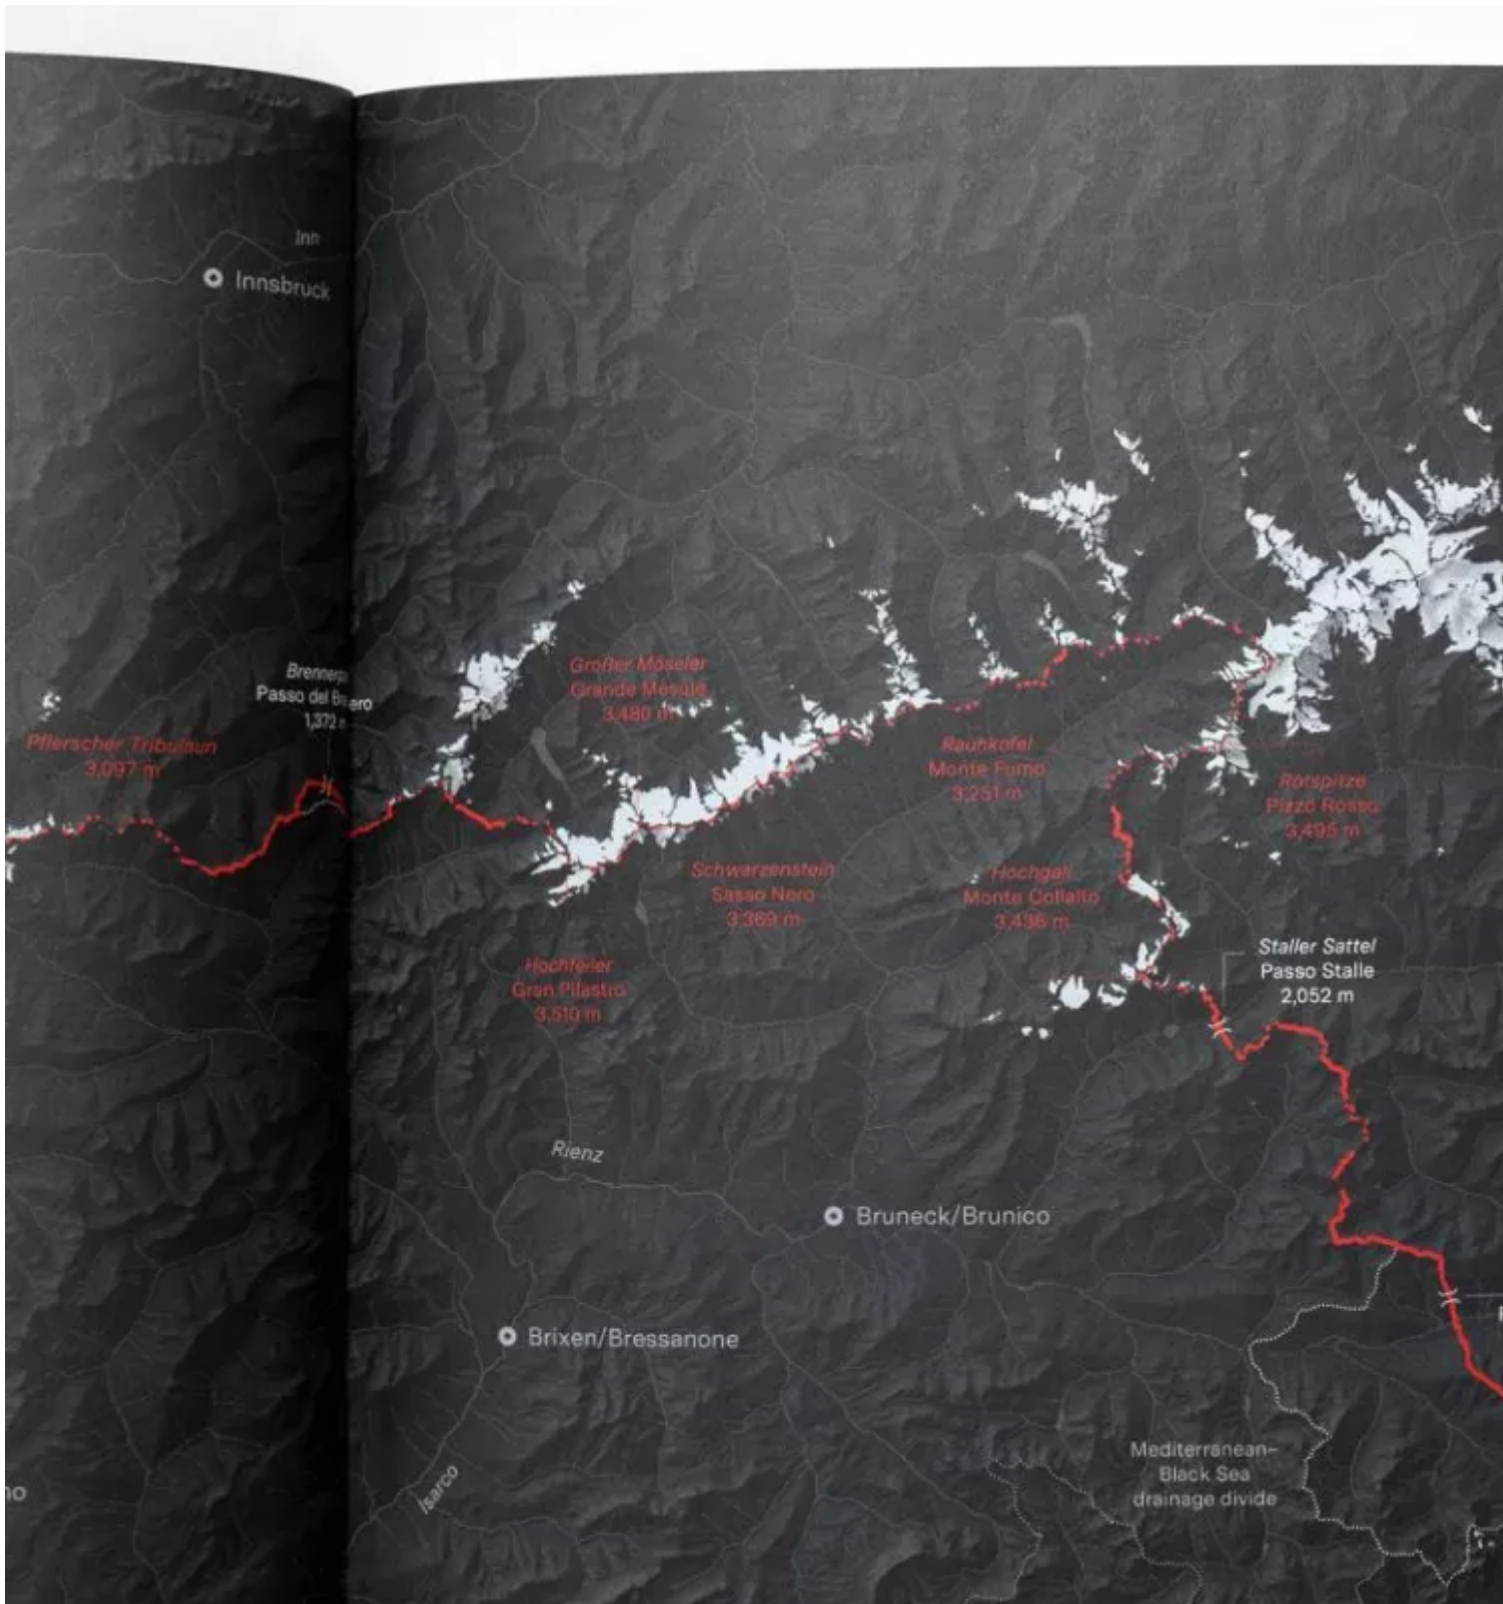 Inn
Innsbruck
Passo del
1,372
Pflerscher Tribulaun
3,097 m
Großer Möseler
Grande Mesule
3,480 m
Rauhkofel
Monte Fumo
3,251 m
Rötspitze
Pizzo Rosso
3,495 m
Schwarzenstein
Sasso Nero
3,369 m
Hochgall
Monte Collalto
3,436 m
Hochfeiler
Gran Pilastro
3,510 m
Staller Sattel
Passo Stalle
2,052 m
Rienz
Bruneck/Brunico
Brixen/Bressanone
Isarco
Mediterranean–
Black Sea
drainage divide